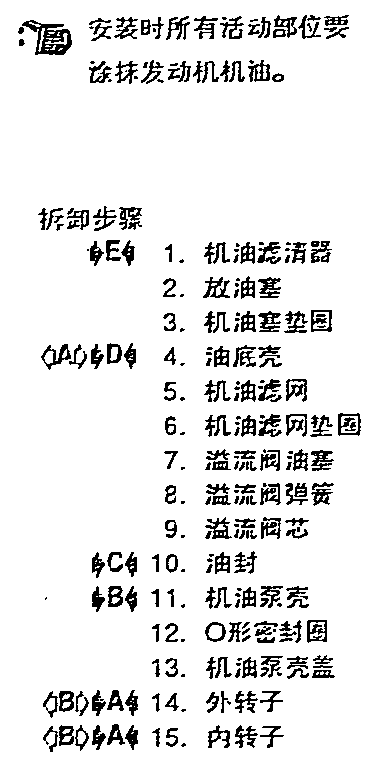 安装时所有活动部位要
涂抹发动机机油。
拆卸步骤
▶E◀ 1. 机油滤清器
2. 放油塞
3. 机油塞垫圈
◁A▷▶D◀ 4. 油底壳
5. 机油滤网
6. 机油滤网垫圈
7. 溢流阀油塞
8. 溢流阀弹簧
9. 溢流阀芯
▶C◀ 10. 油封
▶B◀ 11. 机油泵壳
12. O形密封圈
13. 机油泵壳盖
◁B▷▶A◀ 14. 外转子
◁B▷▶A◀ 15. 内转子